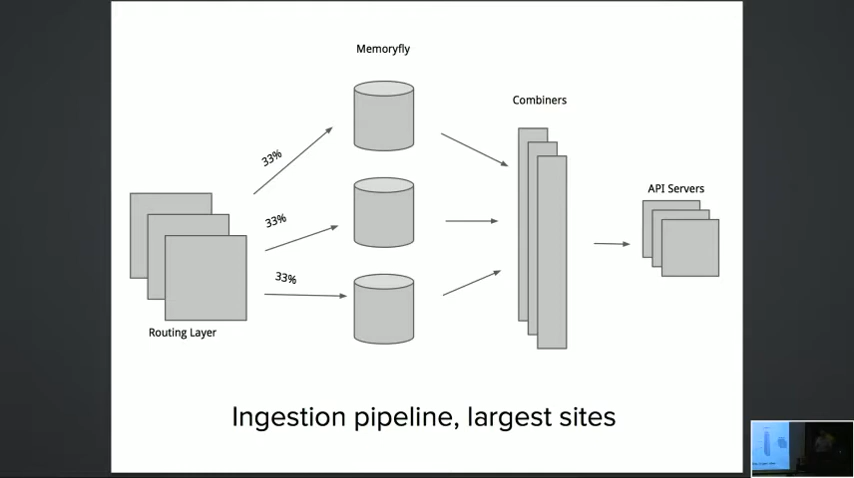 Memoryfly
Combiners
33%
API Servers
33%
33%
Routing Layer
Ingestion pipeline, largest sites